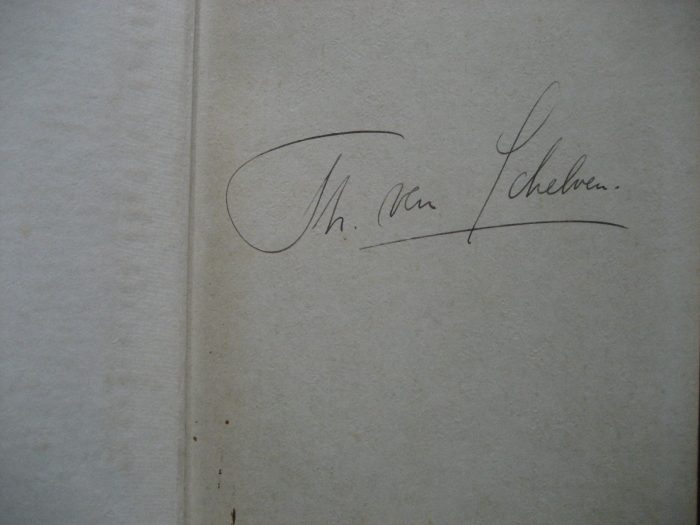 Th. van Schelven.